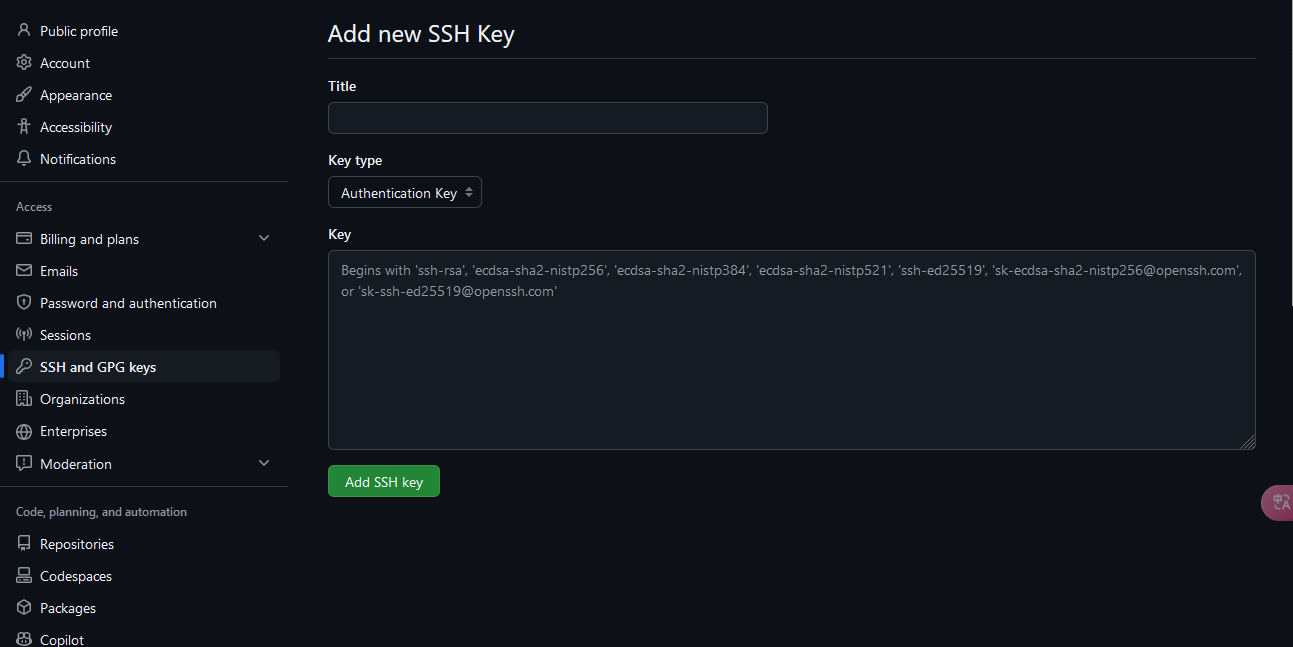 Public profile
Account
Appearance
Accessibility
Notifications
Access
Billing and plans
Emails
Password and authentication
Sessions
SSH and GPG keys
Organizations
Enterprises
Moderation
Code, planning, and automation
Repositories
Codespaces
Packages
Copilot
Add new SSH Key
Title
Key type
Authentication Key
Key
Begins with 'ssh-rsa', 'ecdsa-sha2-nistp256', 'ecdsa-sha2-nistp384', 'ecdsa-sha2-nistp521', 'ssh-ed25519', 'sk-ecdsa-sha2-nistp256@openssh.com',
or 'sk-ssh-ed25519@openssh.com'
Add SSH key
中A